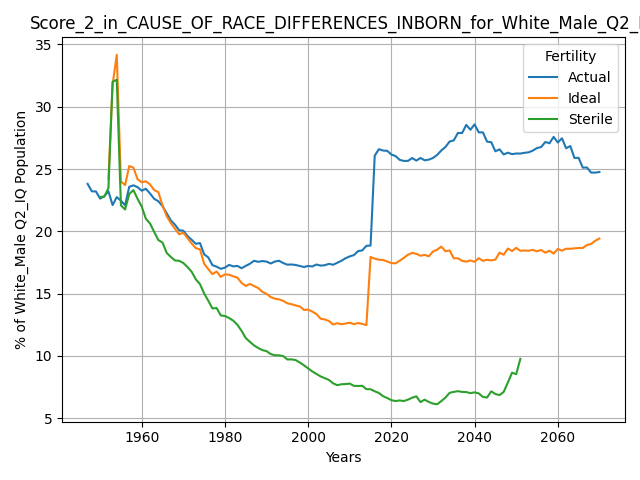 Score_2_in_CAUSE_OF_RACE_DIFFERENCES_INBORN_for_White_Male_Q2_I
35
30
25
20
15
10
5
% of White_Male Q2_IQ Population
Fertility
Actual
Ideal
Sterile
1960 1980 2000 2020 2040 2060
Years